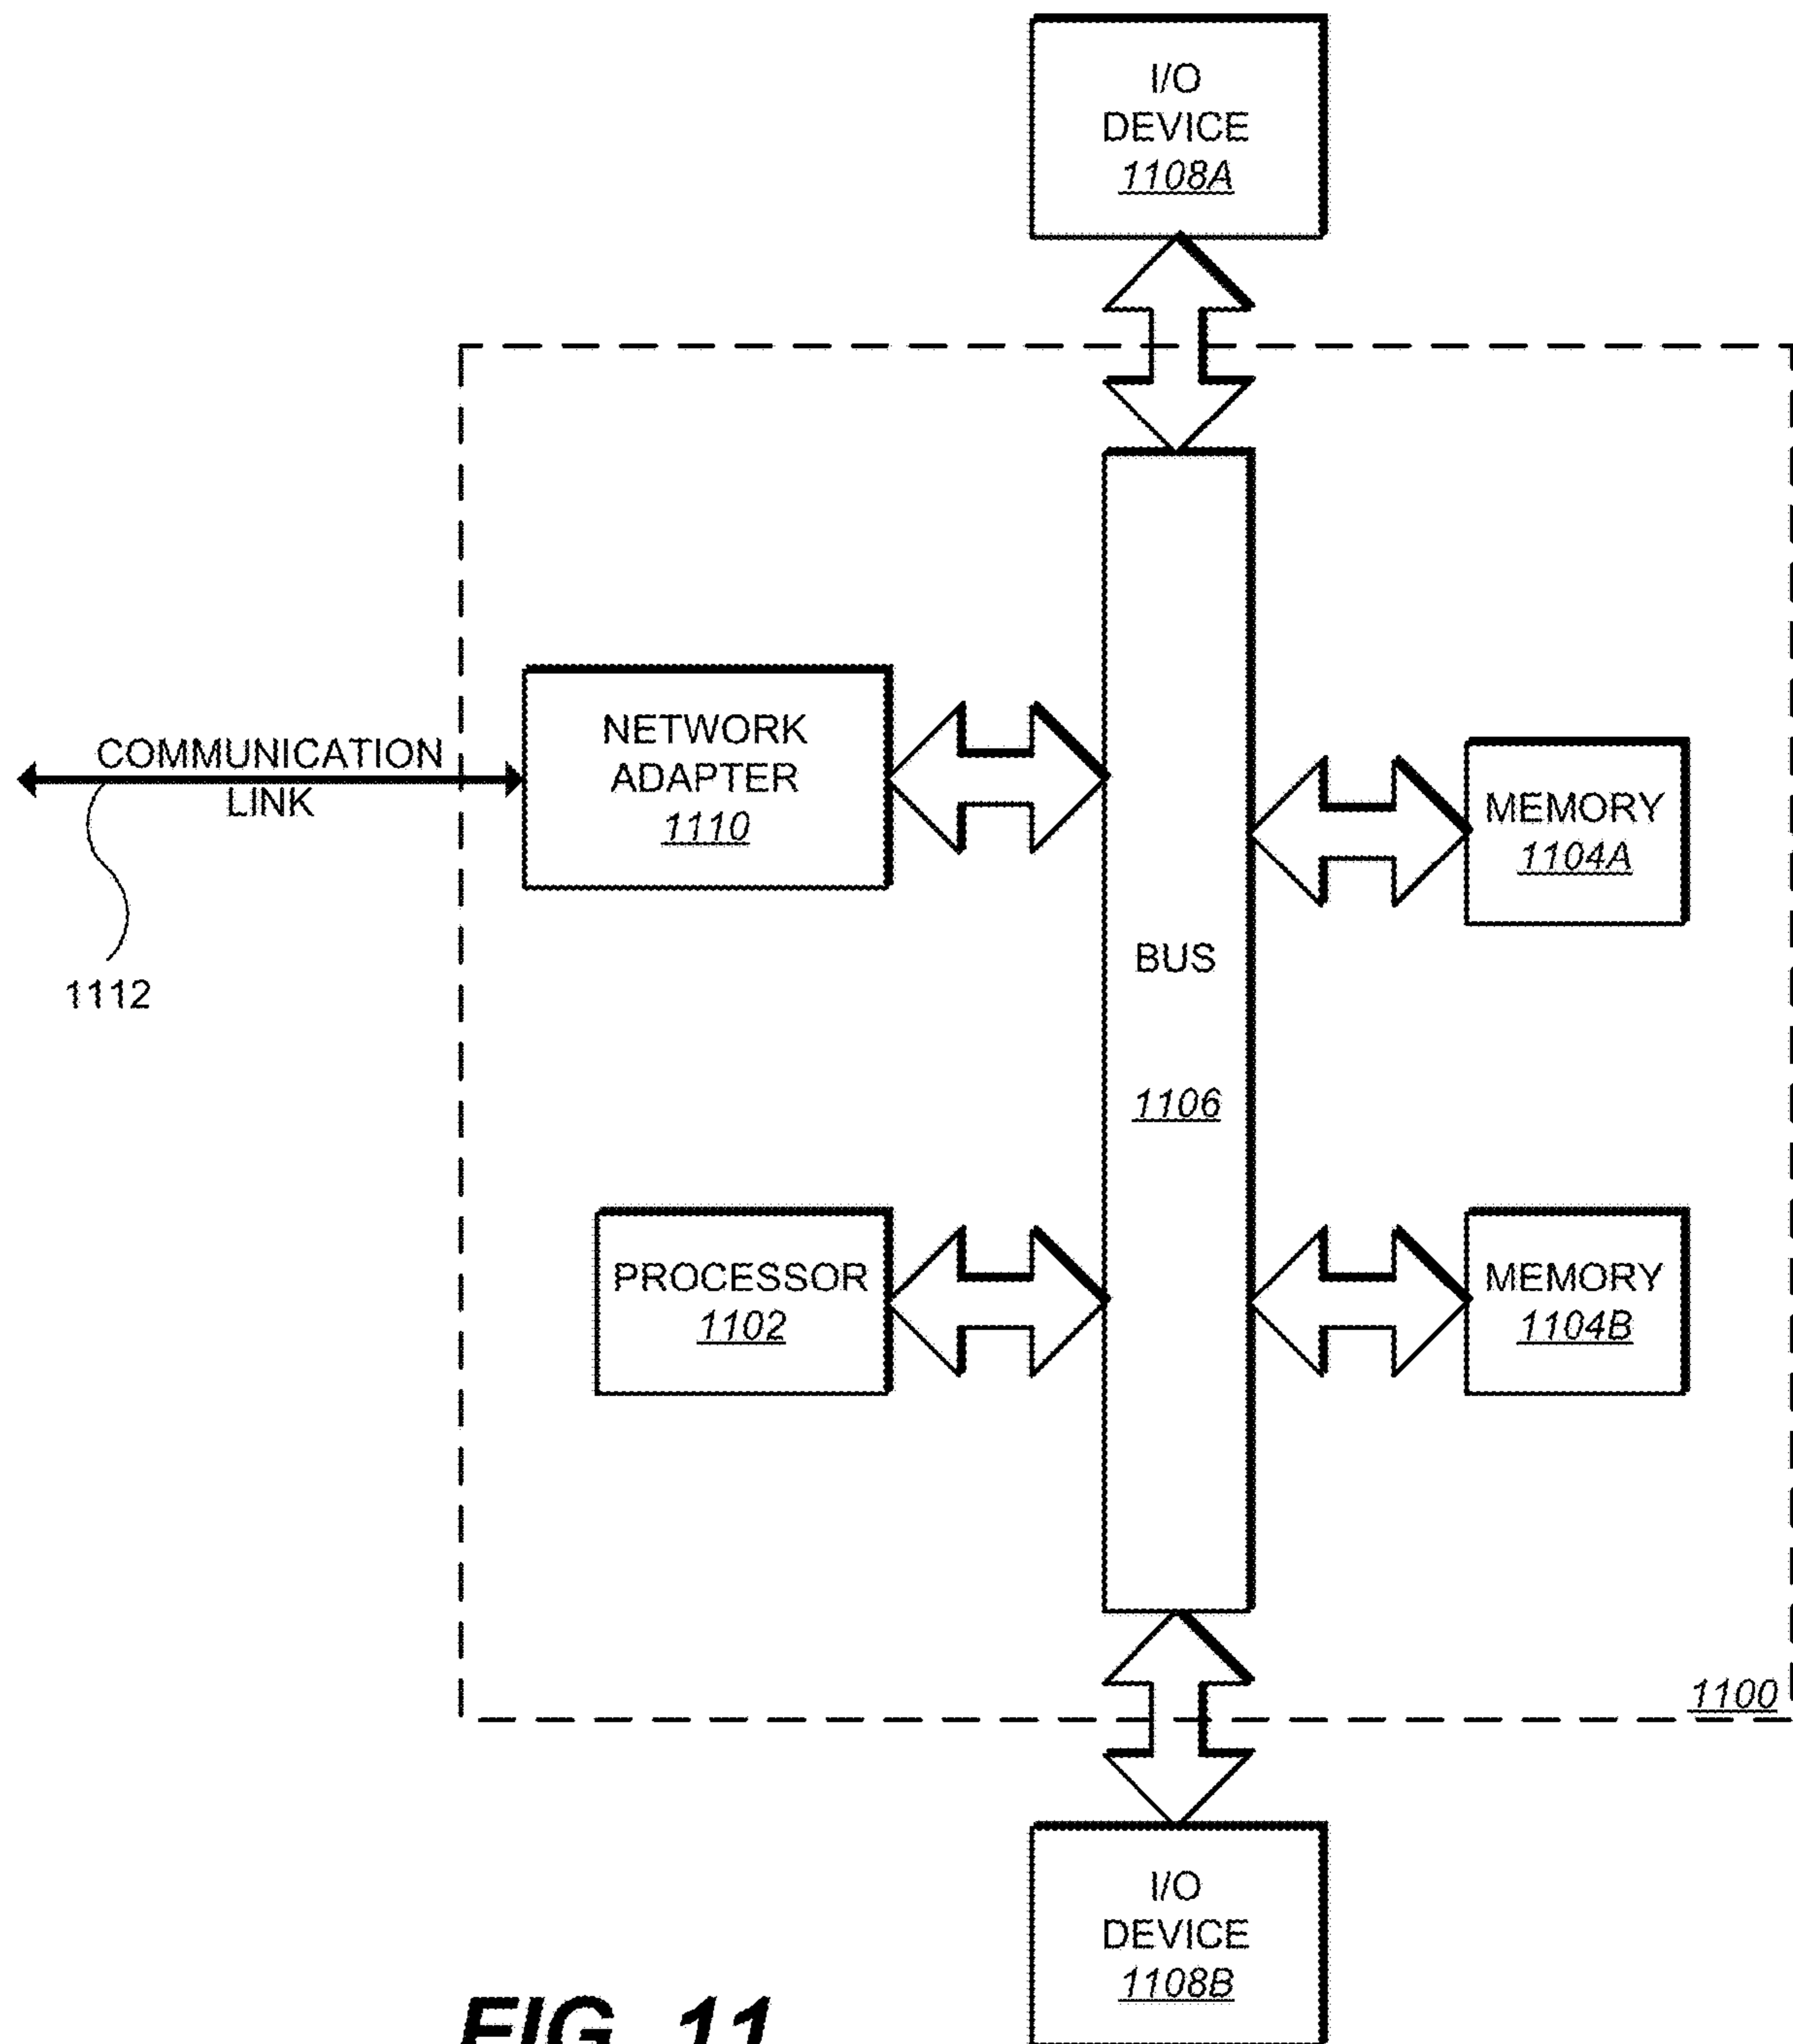 I/O
DEVICE
1108A
NETWORK
ADAPTER
1110
COMMUNICATION
LINK
1112
MEMORY
1104A
BUS
1106
PROCESSOR
1102
MEMORY
1104B
1100
I/O
DEVICE
1108B
FIG. 11